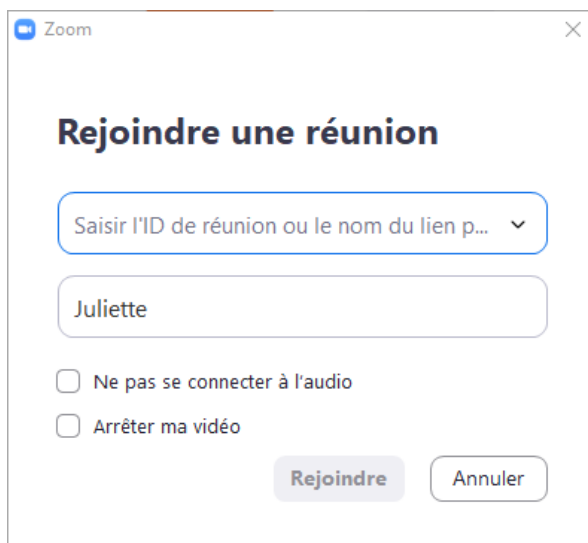 Zoom
Rejoindre une réunion
Saisir l'ID de réunion ou le nom du lien p...
Juliette
Ne pas se connecter à l'audio
Arrêter ma vidéo
Rejoindre
Annuler